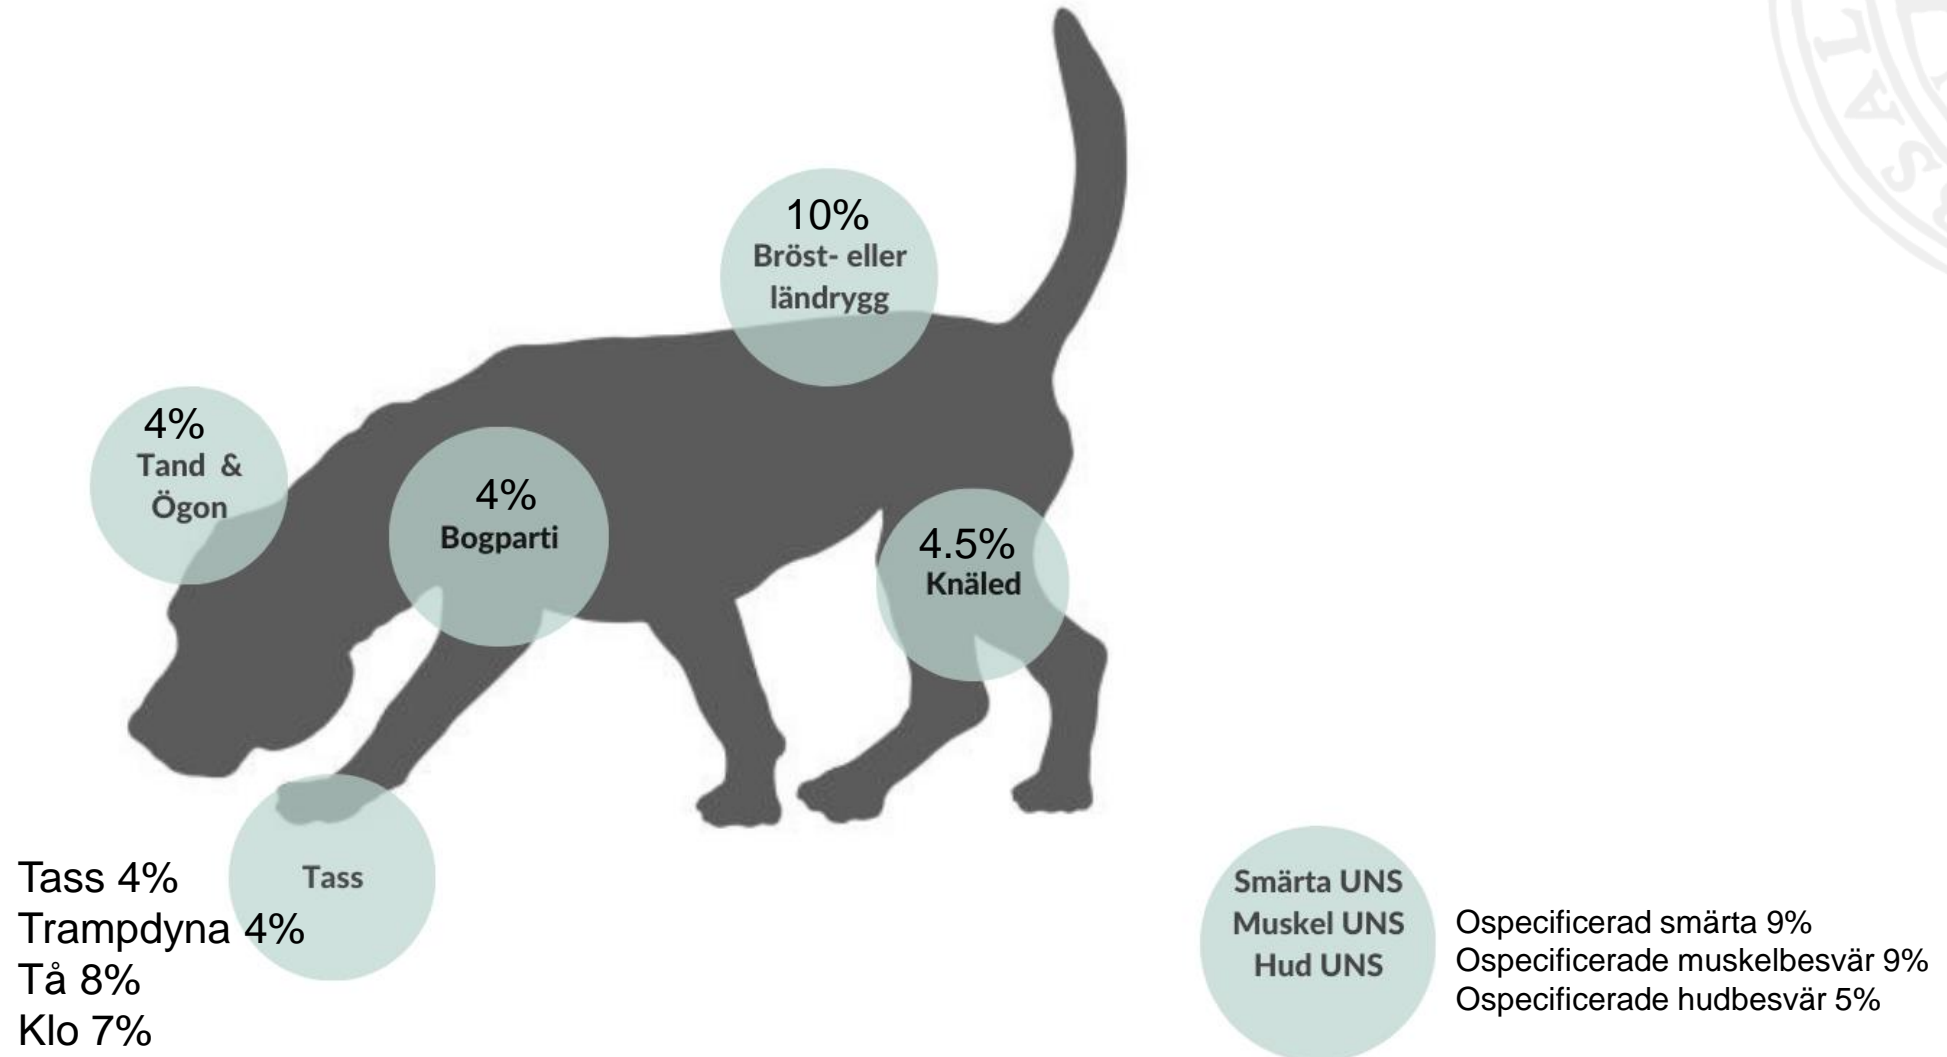 10%
Bröst- eller
ländrygg
4%
Tand &
Ögon
4%
Bogparti
4.5%
Knäled
Tass
Tass 4%
Trampdyna 4%
Tå 8%
Klo 7%
Smärta UNS
Muskel UNS
Hud UNS
Ospecificerad smärta 9%
Ospecificerade muskelbesvär 9%
Ospecificerade hudbesvär 5%